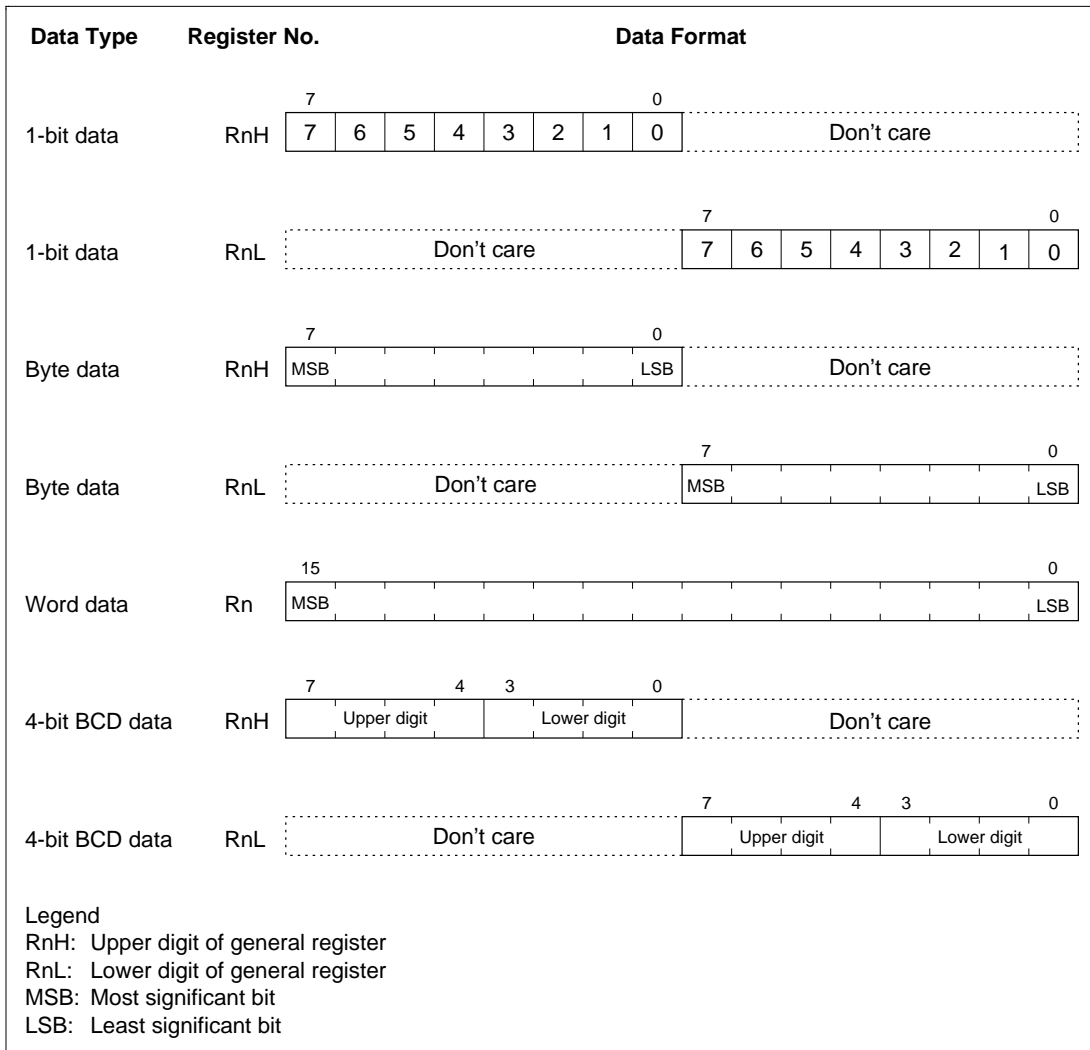 Data Type Register No. Data Format
7 0
1-bit data RnH 7 6 5 4 3 2 1 0 Don't care
7 0
1-bit data RnL Don't care 7 6 5 4 3 2 1 0
7 0
Byte data RnH MSB LSB Don't care
7 0
Byte data RnL Don't care MSB LSB
15 0
Word data Rn MSB LSB
7 4 3 0
4-bit BCD data RnH Upper digit Lower digit Don't care
7 4 3 0
4-bit BCD data RnL Don't care Upper digit Lower digit
Legend
RnH: Upper digit of general register
RnL: Lower digit of general register
MSB: Most significant bit
LSB: Least significant bit